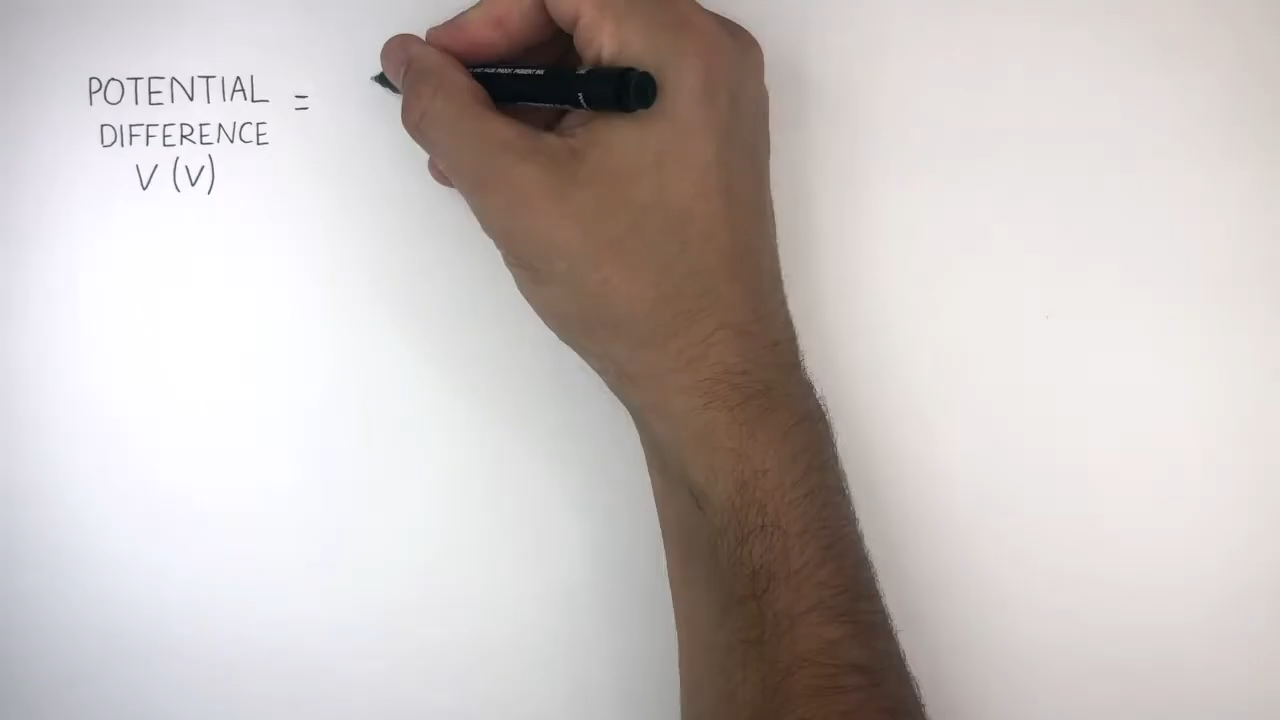 POTENTIAL =
DIFFERENCE
V (V)